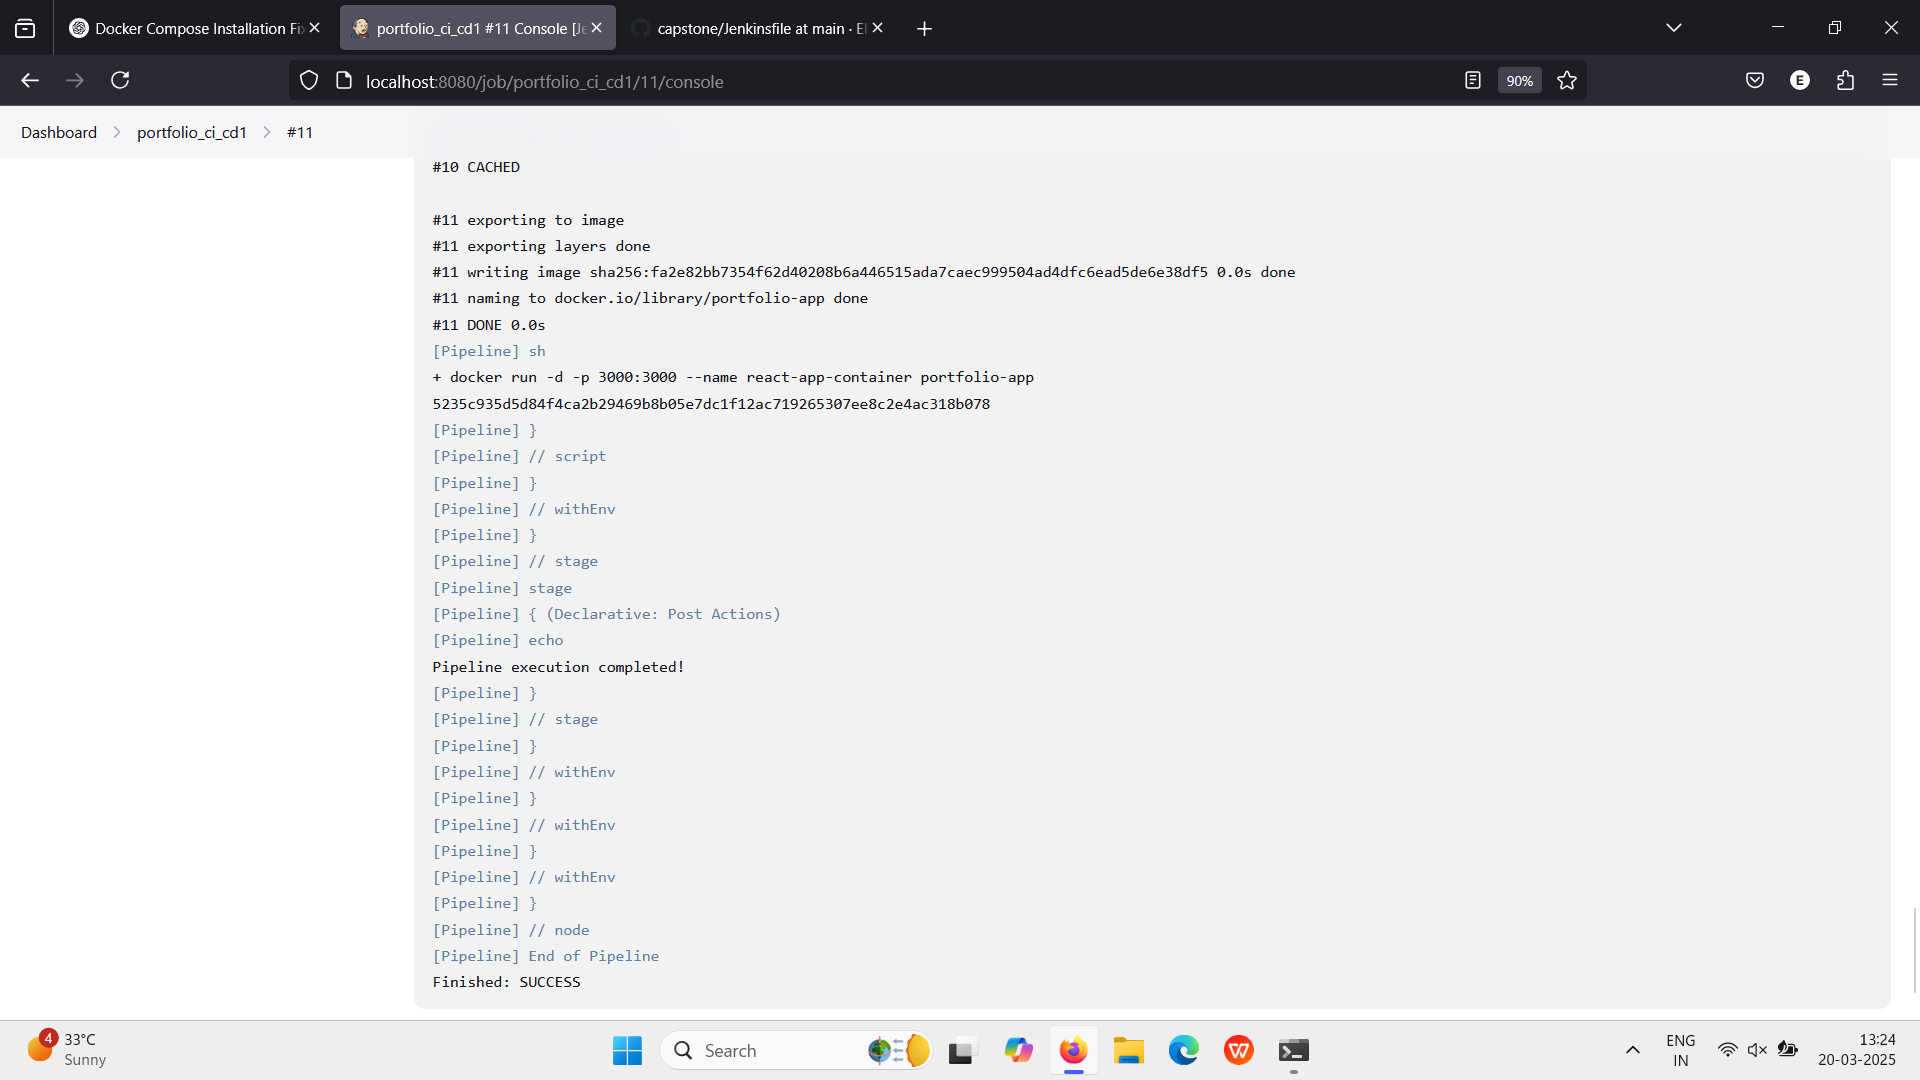 Docker Compose Installation Fi
portfolio_ci_cd1 #11 Console [Je
capstone/Jenkinsfile at main · El
localhost:8080/job/portfolio_ci_cd1/11/console
90%
E
Dashboard > portfolio_ci_cd1 > #11
#10 CACHED
#11 exporting to image
#11 exporting layers done
#11 writing image sha256:fa2e82bb7354f62d40208b6a446515ada7caec999504ad4dfc6ead5de6e38df5 0.0s done
#11 naming to docker.io/library/portfolio-app done
#11 DONE 0.0s
[Pipeline] sh
+ docker run -d -p 3000:3000 --name react-app-container portfolio-app
5235c935d5d84f4ca2b29469b8b05e7dc1f12ac719265307ee8c2e4ac318b078
[Pipeline] }
[Pipeline] // script
[Pipeline] }
[Pipeline] // withEnv
[Pipeline] }
[Pipeline] // stage
[Pipeline] stage
[Pipeline] { (Declarative: Post Actions)
[Pipeline] echo
Pipeline execution completed!
[Pipeline] }
[Pipeline] // stage
[Pipeline] }
[Pipeline] // withEnv
[Pipeline] }
[Pipeline] // withEnv
[Pipeline] }
[Pipeline] // withEnv
[Pipeline] }
[Pipeline] // node
[Pipeline] End of Pipeline
Finished: SUCCESS
4
33°C
Sunny
Search
ENG
IN
13:24
20-03-2025